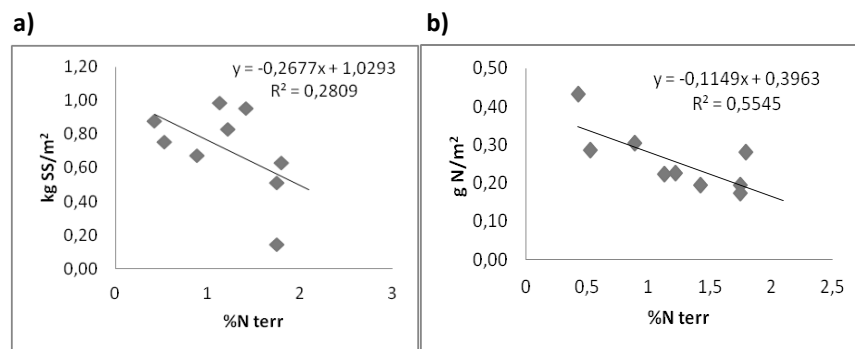 a)
y = -0,2677x + 1,0293
R² = 0,2809
1,20
1,00
0,80
0,60
0,40
0,20
0,00
kg SS/m²
0
1
2
3
%N terr
b)
y = -0,1149x + 0,3963
R² = 0,5545
0,50
0,40
0,30
0,20
0,10
0,00
g N/m²
0
0,5
1
1,5
2
2,5
%N terr